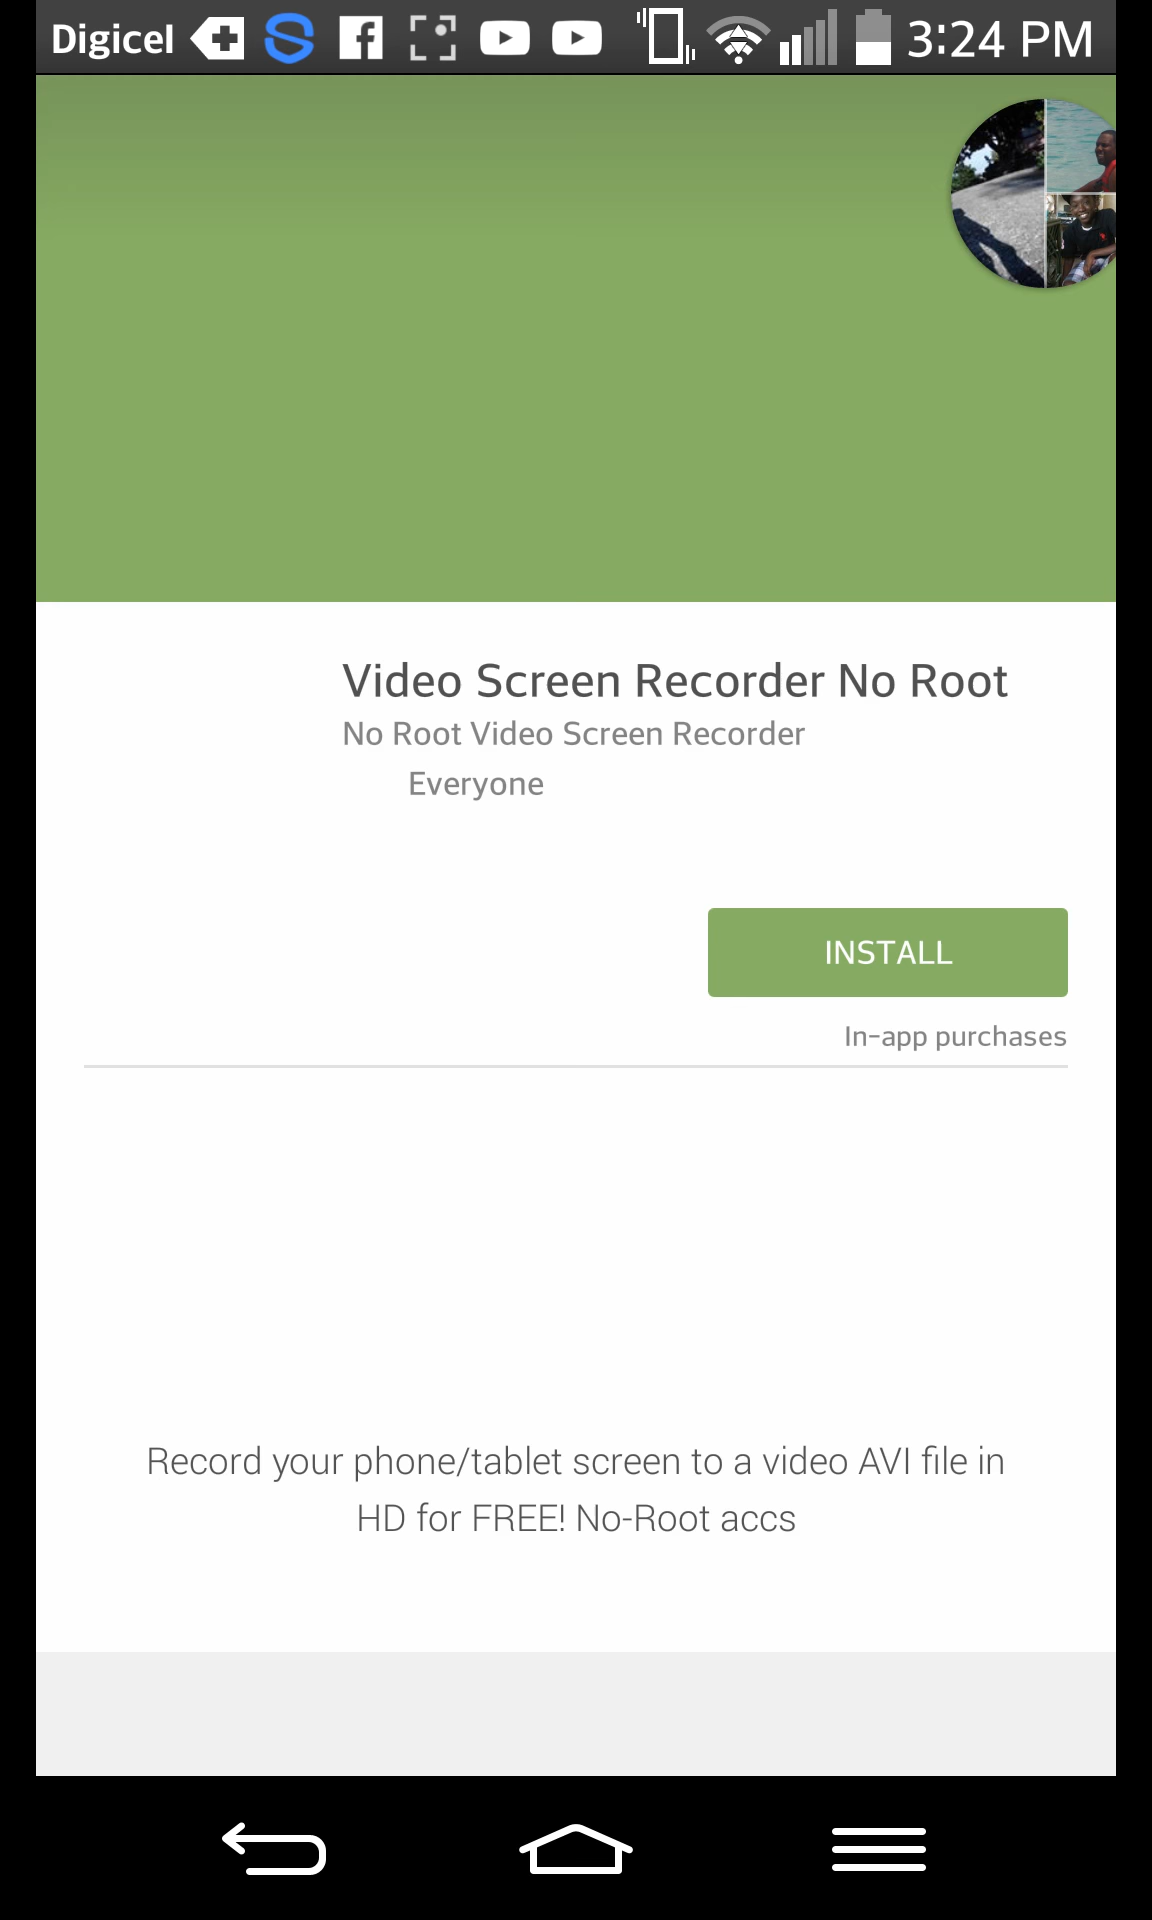 Digicel 3:24 PM
Video Screen Recorder No Root
No Root Video Screen Recorder
Everyone
INSTALL
In-app purchases
Record your phone/tablet screen to a video AVI file in
HD for FREE! No-Root accs